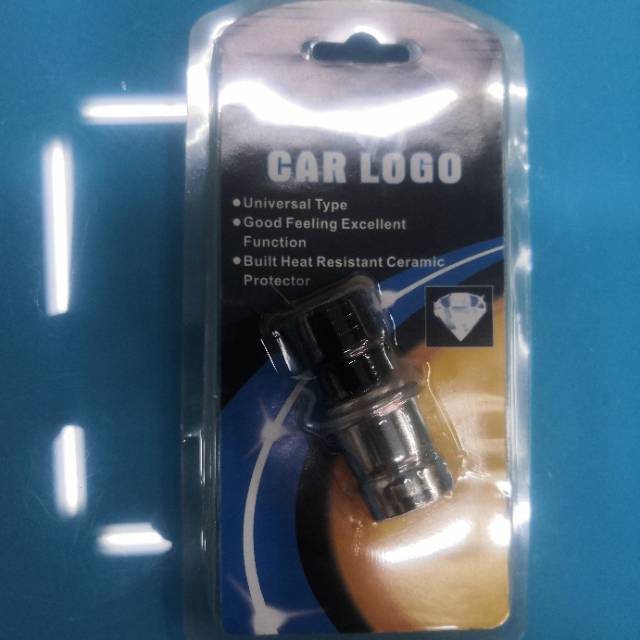 CAR LOGO
●Universal Type
●Good Feeling Excellent
Function
●Built Heat Resistant Ceramic
Protector